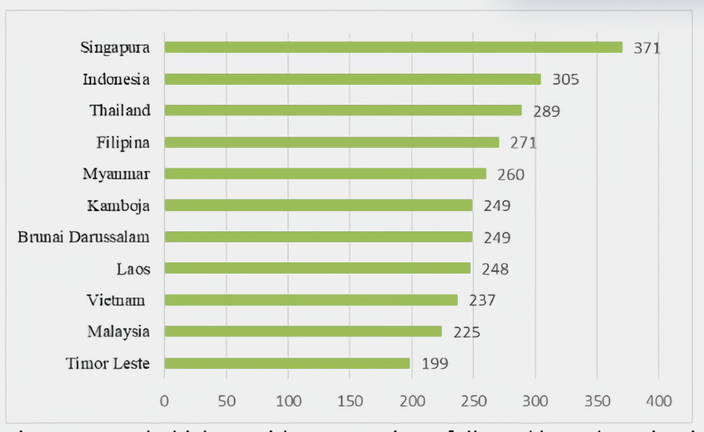 Singapura 371
Indonesia 305
Thailand 289
Filipina 271
Myanmar 260
Kamboja 249
Brunai Darussalam 249
Laos 248
Vietnam 237
Malaysia 225
Timor Leste 199
0 50 100 150 200 250 300 350 400